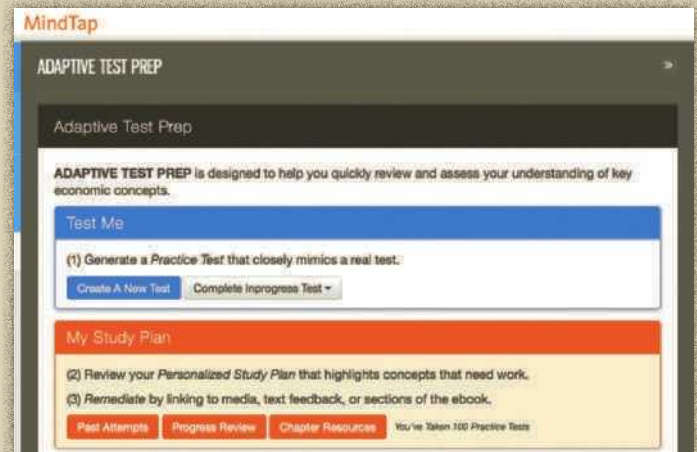 MindTap
ADAPTIVE TEST PREP »
Adaptive Test Prep
ADAPTIVE TEST PREP is designed to help you quickly review and assess your understanding of key
economic concepts.
Test Me
(1) Generate a Practice Test that closely mimics a real test.
Create A New Test Complete Inprogress Test
My Study Plan
(2) Review your Personalized Study Plan that highlights concepts that need work.
(3) Remediate by linking to media, text feedback, or sections of the ebook.
Past Attempts Progress Review Chapter Resources You've Taken 100 Practice Tests